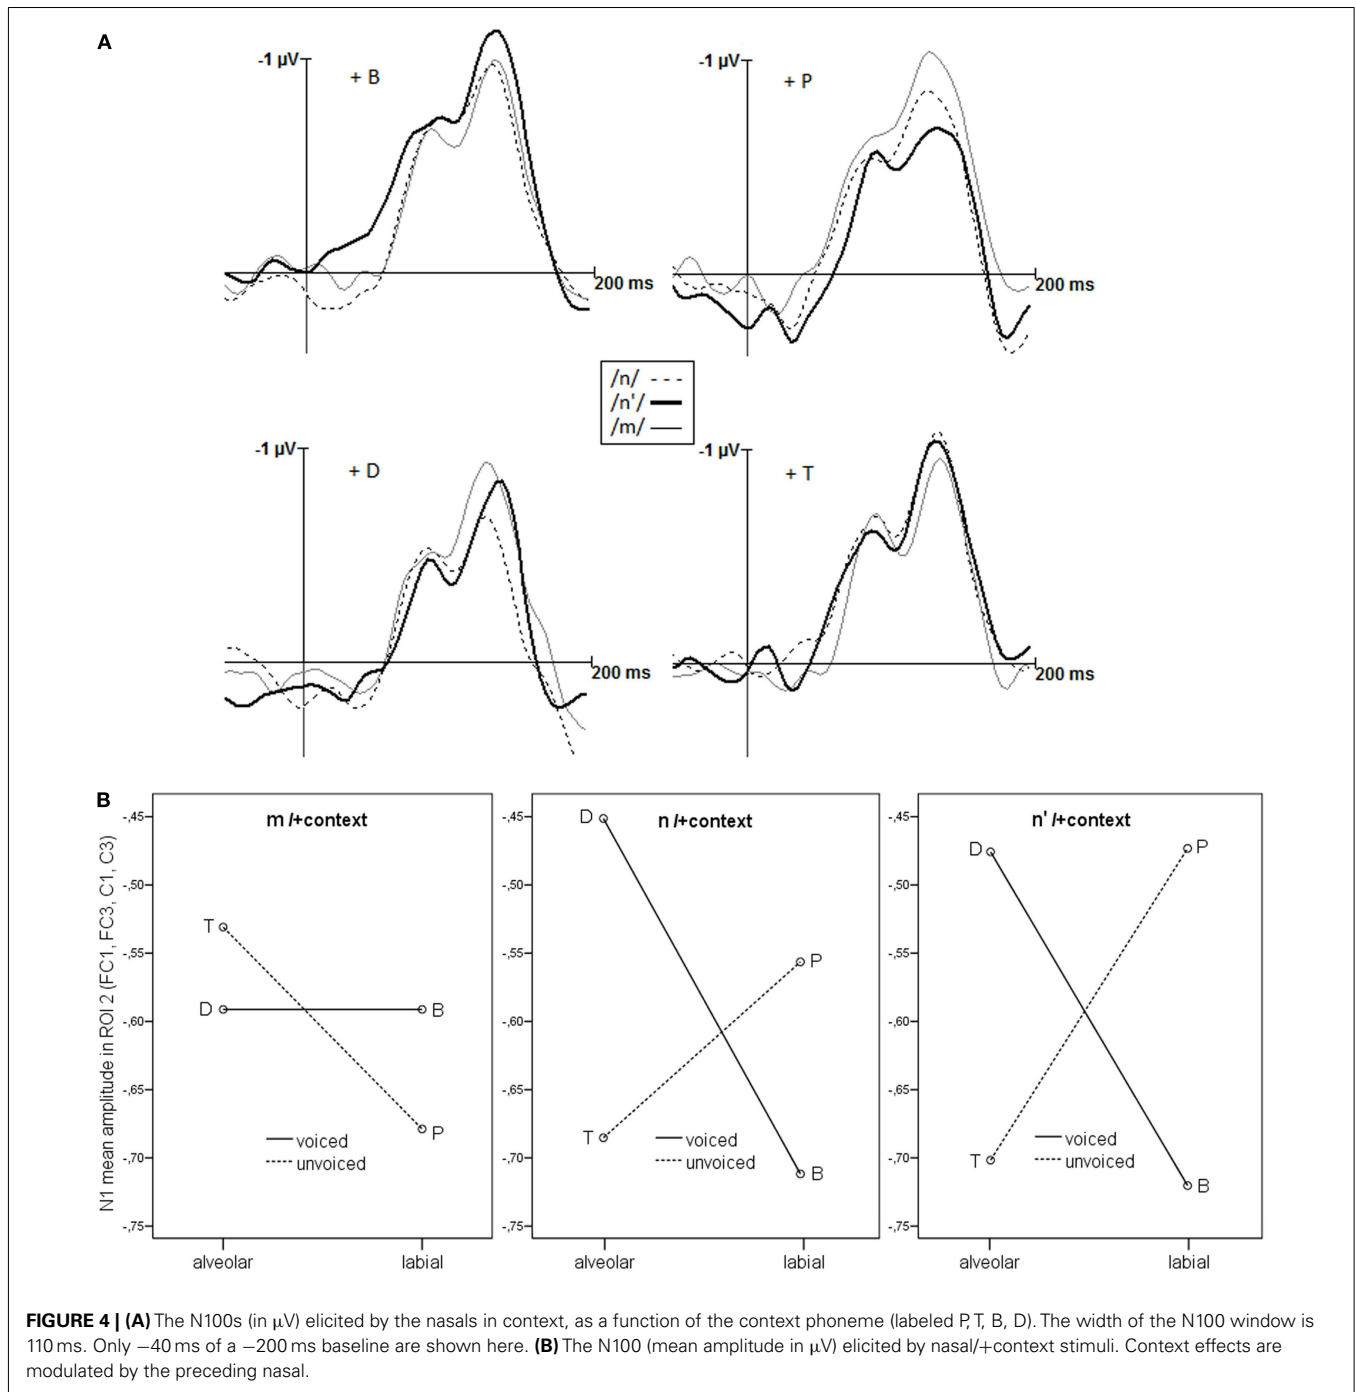 A
-1 µV
+ B
200 ms
-1 µV
+ P
200 ms
/n/
/n'/
/m/
-1 µV
+ D
200 ms
-1 µV
+ T
200 ms
B
N1 mean amplitude in ROI 2 (FC1, FC3, C1, C3)
m /+context
-,45
-,50
-,55
-,60
-,65
-,70
-,75
T
D
B
P
voiced
unvoiced
alveolar labial
n /+context
-,45
-,50
-,55
-,60
-,65
-,70
-,75
D
P
T
B
voiced
unvoiced
alveolar labial
n' /+context
-,45
-,50
-,55
-,60
-,65
-,70
-,75
D
P
T
B
voiced
unvoiced
alveolar labial
FIGURE 4 | (A) The N100s (in µV) elicited by the nasals in context, as a function of the context phoneme (labeled P, T, B, D). The width of the N100 window is
110 ms. Only −40 ms of a −200 ms baseline are shown here. (B) The N100 (mean amplitude in µV) elicited by nasal/+context stimuli. Context effects are
modulated by the preceding nasal.